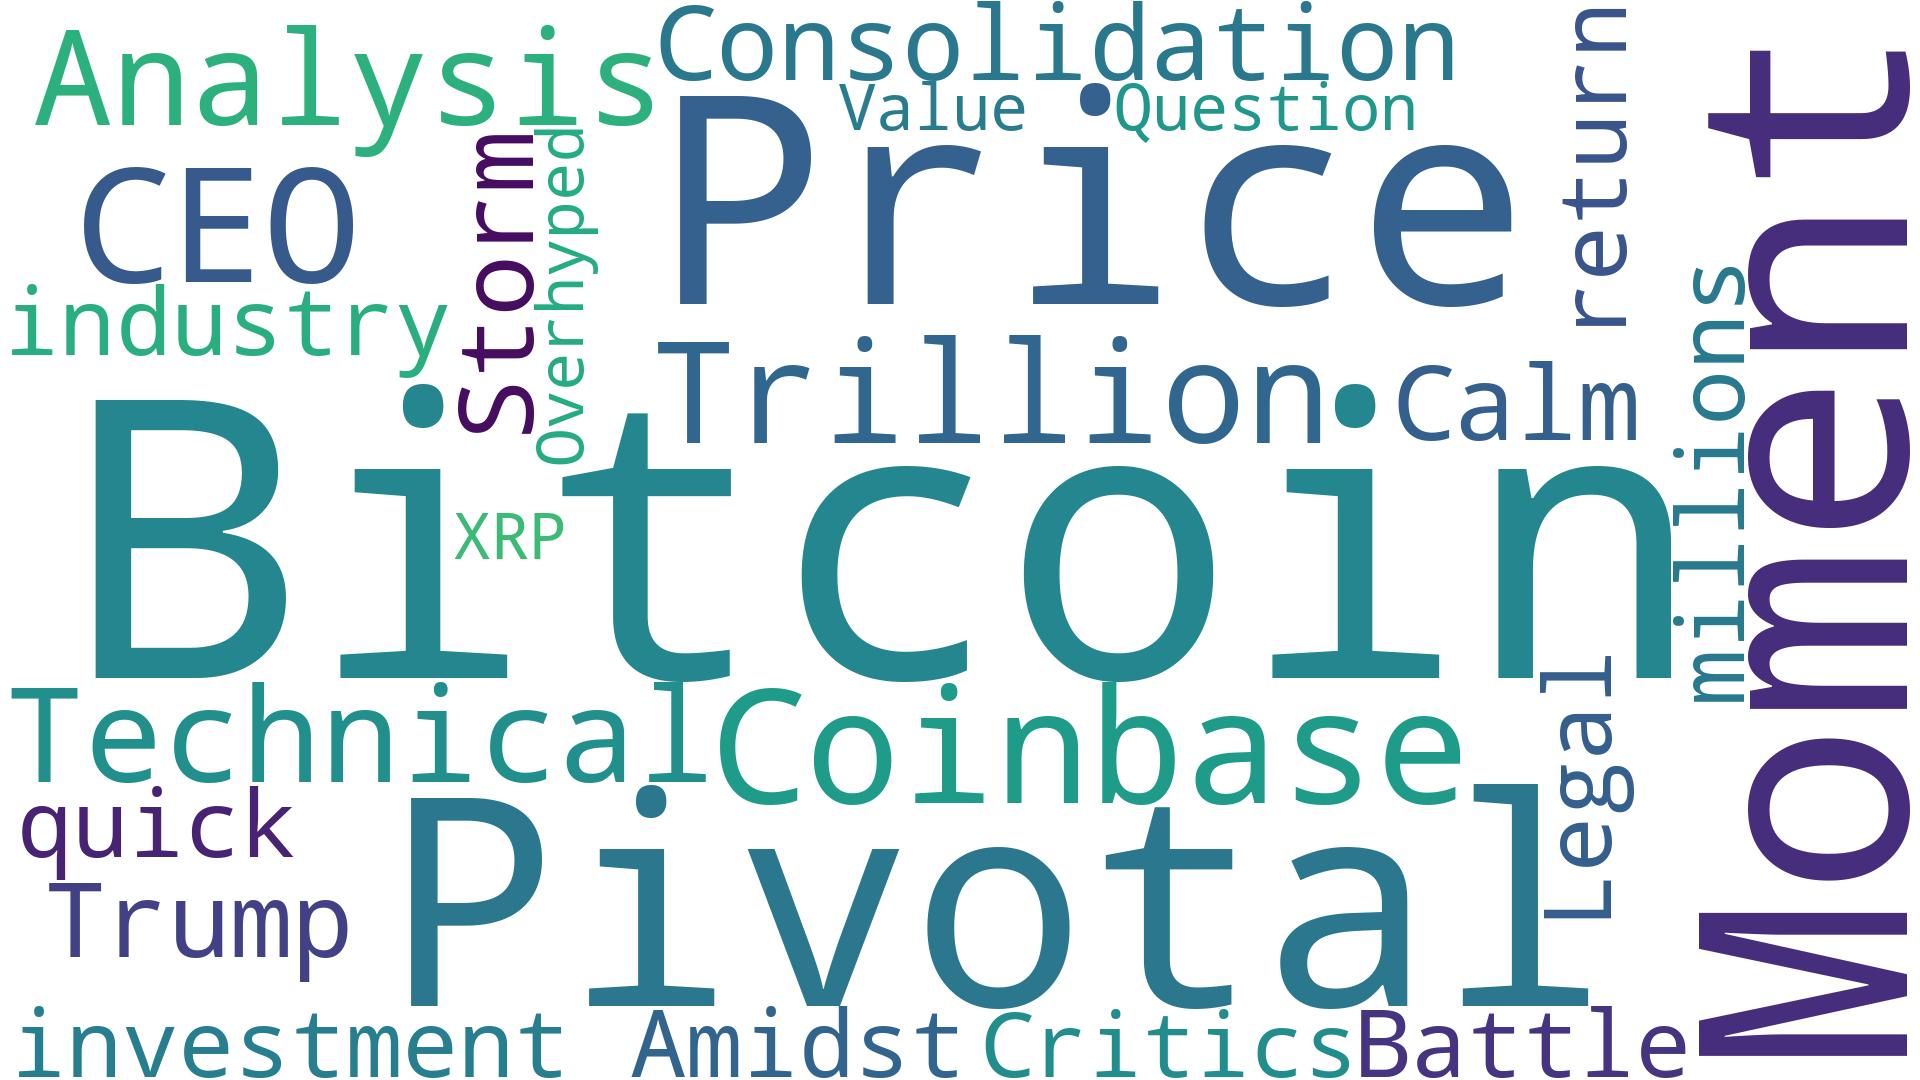 Analysis
Consolidation
Value
Question
Price
return
Moment
CEO
Storm
Overhyped
industry
Trillion
Calm
millions
Bitcoin
XRP
Technical
Coinbase
Legal
quick
Pivotal
Trump
investment
Amidst
Critics
Battle